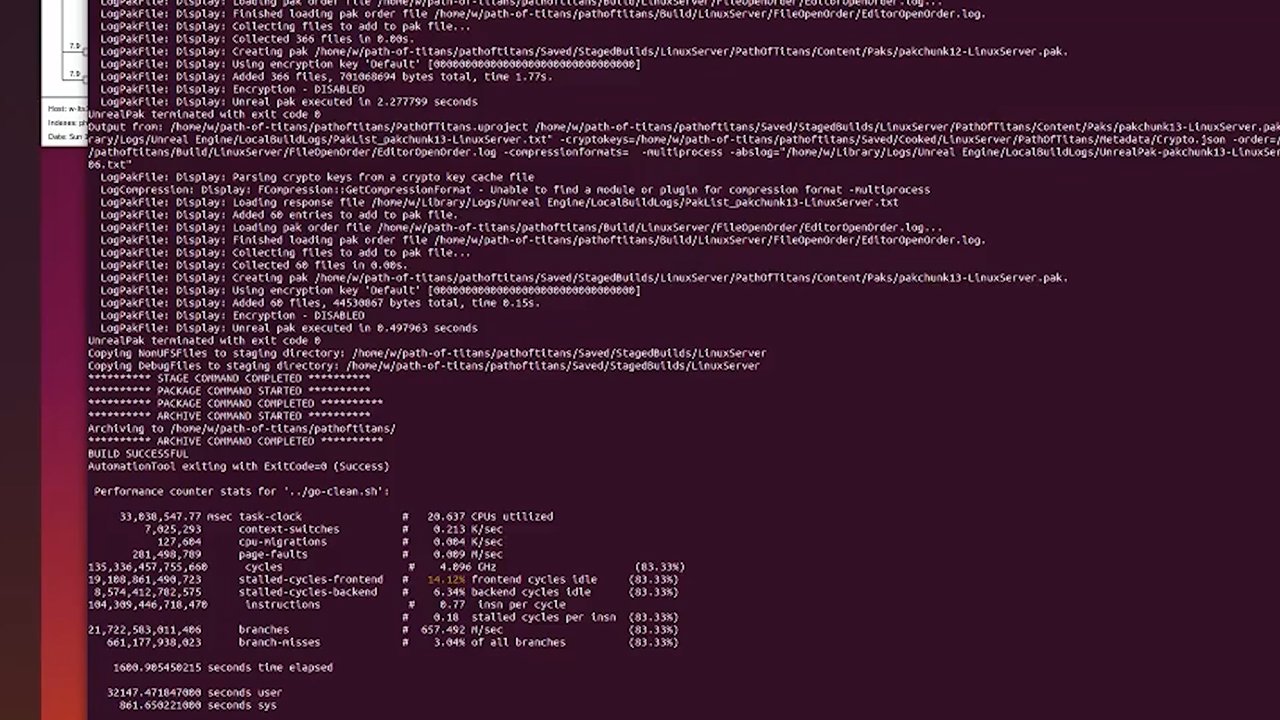 LogPakFile: Display: Loading pak order file /home/w/path-of-titans/pathoftitans/Build/LinuxServer/FileOpenOrder/EditorOpenOrder.log...
LogPakFile: Display: Finished loading pak order file /home/w/path-of-titans/pathoftitans/Build/LinuxServer/FileOpenOrder/EditorOpenOrder.log.
LogPakFile: Display: Collecting files to add to pak file...
LogPakFile: Display: Collected 366 files in 0.00s.
7.9
LogPakFile: Display: Creating pak /home/w/path-of-titans/pathoftitans/Saved/StagedBuilds/LinuxServer/PathOfTitans/Content/Paks/pakchunk12-LinuxServer.pak.
LogPakFile: Display: Using encryption key 'Default' [00000000000000000000000000000000]
7.9
LogPakFile: Display: Added 366 files, 701068694 bytes total, time 1.77s.
LogPakFile: Display: Encryption - DISABLED
LogPakFile: Display: Unreal pak executed in 2.277799 seconds
Host:
UnrealPak terminated with exit code 0
Indexes:
Output from: /home/w/path-of-titans/pathoftitans/PathOfTitans.uproject /home/w/path-of-titans/pathoftitans/Saved/StagedBuilds/LinuxServer/PathOfTitans/Content/Paks/pakchunk13-LinuxServer.pak
Date: Sun
rary/Logs/Unreal Engine/LocalBuildLogs/PakList_pakchunk13-LinuxServer.txt" -cryptokeys=/home/w/path-of-titans/pathoftitans/Saved/Cooked/LinuxServer/PathOfTitans/Metadata/Crypto.json -order=/
/pathoftitans/Build/LinuxServer/FileOpenOrder/EditorOpenOrder.log -compressionformats= -multiprocess -abslog="/home/w/Library/Logs/Unreal Engine/LocalBuildLogs/UnrealPak-pakchunk13-LinuxSer
06.txt"
LogPakFile: Display: Parsing crypto keys from a crypto key cache file
LogCompression: Display: FCompression::GetCompressionFormat - Unable to find a module or plugin for compression format -multiprocess
LogPakFile: Display: Loading response file /home/w/Library/Logs/Unreal Engine/LocalBuildLogs/PakList_pakchunk13-LinuxServer.txt
LogPakFile: Display: Added 60 entries to add to pak file.
LogPakFile: Display: Loading pak order file /home/w/path-of-titans/pathoftitans/Build/LinuxServer/FileOpenOrder/EditorOpenOrder.log...
LogPakFile: Display: Finished loading pak order file /home/w/path-of-titans/pathoftitans/Build/LinuxServer/FileOpenOrder/EditorOpenOrder.log.
LogPakFile: Display: Collecting files to add to pak file...
LogPakFile: Display: Collected 60 files in 0.00s.
LogPakFile: Display: Creating pak /home/w/path-of-titans/pathoftitans/Saved/StagedBuilds/LinuxServer/PathOfTitans/Content/Paks/pakchunk13-LinuxServer.pak.
LogPakFile: Display: Using encryption key 'Default' [00000000000000000000000000000000]
LogPakFile: Display: Added 60 files, 44530867 bytes total, time 0.15s.
LogPakFile: Display: Encryption - DISABLED
LogPakFile: Display: Unreal pak executed in 0.497963 seconds
UnrealPak terminated with exit code 0
Copying NonUFSFiles to staging directory: /home/w/path-of-titans/pathoftitans/Saved/StagedBuilds/LinuxServer
Copying DebugFiles to staging directory: /home/w/path-of-titans/pathoftitans/Saved/StagedBuilds/LinuxServer
********** STAGE COMMAND COMPLETED **********
********** PACKAGE COMMAND STARTED **********
********** PACKAGE COMMAND COMPLETED **********
********** ARCHIVE COMMAND STARTED **********
Archiving to /home/w/path-of-titans/pathoftitans/
********** ARCHIVE COMMAND COMPLETED **********
BUILD SUCCESSFUL
AutomationTool exiting with ExitCode=0 (Success)
Performance counter stats for '../go-clean.sh':
33,038,547.77 msec task-clock # 20.637 CPUs utilized
7,025,293 context-switches # 0.213 K/sec
127,604 cpu-migrations # 0.004 K/sec
281,498,789 page-faults # 0.009 M/sec
135,336,457,755,660 cycles # 4.096 GHz (83.33%)
19,108,861,490,723 stalled-cycles-frontend # 14.12% frontend cycles idle (83.33%)
8,574,412,782,575 stalled-cycles-backend # 6.34% backend cycles idle (83.33%)
104,309,446,718,470 instructions # 0.77 insn per cycle
# 0.18 stalled cycles per insn (83.33%)
21,722,583,011,406 branches # 657.492 M/sec (83.33%)
661,177,938,023 branch-misses # 3.04% of all branches (83.33%)
1600.905450215 seconds time elapsed
32147.471847000 seconds user
861.650221000 seconds sys